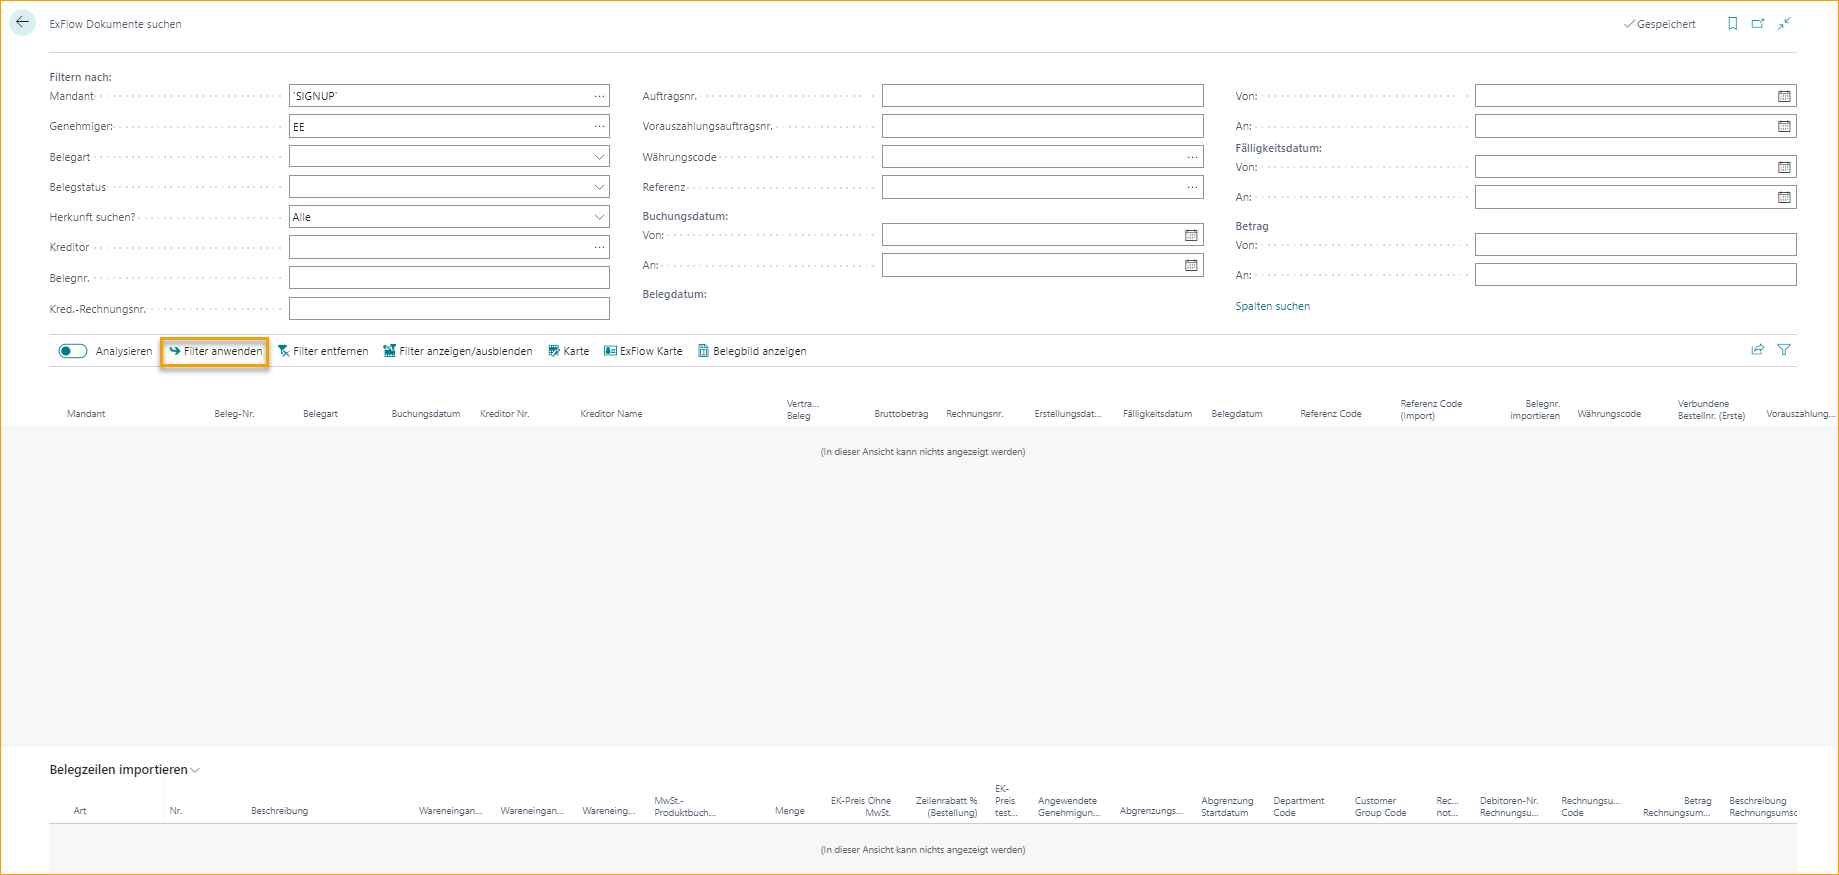 ExFlow Dokumente suchen
Gespeichert
Filtern nach:
Mandant
'SIGNUP'
Genehmiger:
EE
Belegart
Belegstatus
Herkunft suchen?
Alle
Kreditor
Belegnr.
Kred.-Rechnungsnr.
Auftragsnr.
Vorauszahlungsauftragsnr.
Währungscode
Referenz
Buchungsdatum:
Von:
An:
Belegdatum:
Von:
An:
Fälligkeitsdatum:
Von:
An:
Betrag
Von:
An:
Spalten suchen
Analysieren
Filter anwenden
Filter entfernen
Filter anzeigen/ausblenden
Karte
ExFlow Karte
Belegbild anzeigen
Mandant
Beleg-Nr.
Belegart
Buchungsdatum
Kreditor Nr.
Kreditor Name
Vertra...
Beleg
Bruttobetrag
Rechnungsnr.
Erstellungsdat...
Fälligkeitsdatum
Belegdatum
Referenz Code
Referenz Code
(Import)
Belegnr.
importieren
Währungscode
Verbundene
Bestellnr. (Erste)
Vorauszahlung...
(In dieser Ansicht kann nichts angezeigt werden)
Belegzeilen importieren
Art
Nr.
Beschreibung
Wareneingan...
Wareneingan...
Wareneing...
MwSt.-
Produktbuch...
Menge
EK-Preis Ohne
MwSt.
Zeilenrabatt %
(Bestellung)
EK-
Preis
test...
Angewendete
Genehmigun...
Abgrenzungs...
Abgrenzung
Startdatum
Department
Code
Customer
Group Code
Rec...
not...
Debitoren-Nr.
Rechnungsu...
Rechnungsu...
Code
Betrag
Rechnungsum...
Beschreibung
Rechnungsumsc
(In dieser Ansicht kann nichts angezeigt werden)